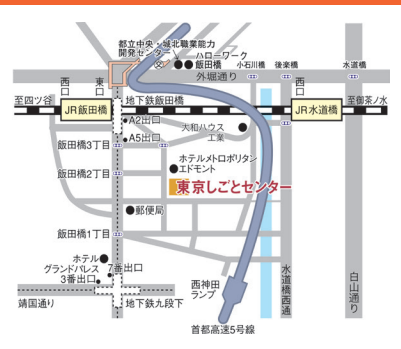 都立中央・城北職業能力
開発センター
ハローワーク
飯田橋
小石川橋
後楽橋
水道橋
外堀通り
西口
東口
西口
至四ツ谷
JR飯田橋
地下鉄飯田橋
JR水道橋
至御茶ノ水
A2出口
大和ハウス
工業
A5出口
飯田橋3丁目
ホテルメトロポリタン
エドモント
飯田橋2丁目
東京しごとセンター
郵便局
飯田橋1丁目
ホテル
グランドパレス
7番出口
3番出口
西神田
ランプ
水道橋西通
白山通り
靖国通り
地下鉄九段下
首都高速5号線